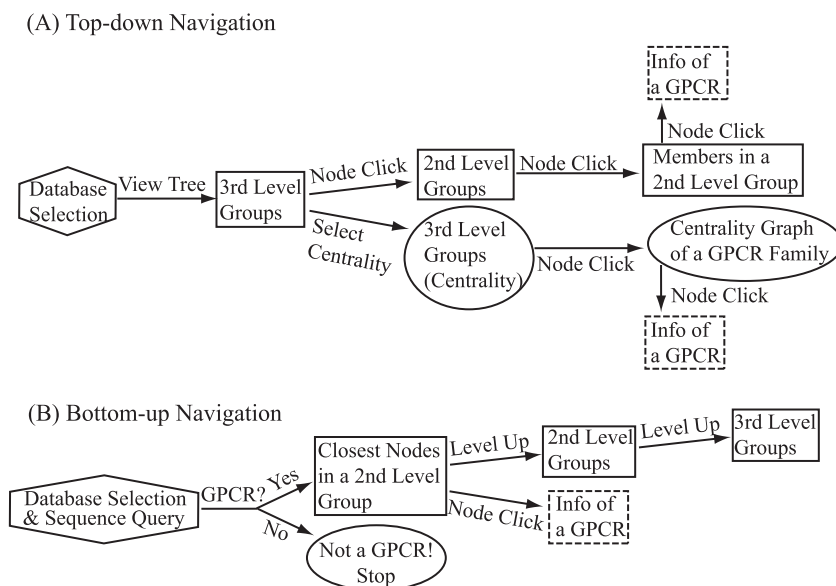 (A) Top-down Navigation
Info of
a GPCR
Node Click
Database
Selection
View Tree
3rd Level
Groups
Node Click
2nd Level
Groups
Node Click
Members in a
2nd Level Group
Select
Centrality
3rd Level
Groups
(Centrality)
Node Click
Centrality Graph
of a GPCR Family
Node Click
Info of
a GPCR
(B) Bottom-up Navigation
Database Selection
& Sequence Query
GPCR?
Yes
No
Closest Nodes
in a 2nd Level
Group
Level Up
2nd Level
Groups
Level Up
3rd Level
Groups
Node Click
Info of
a GPCR
Not a GPCR!
Stop